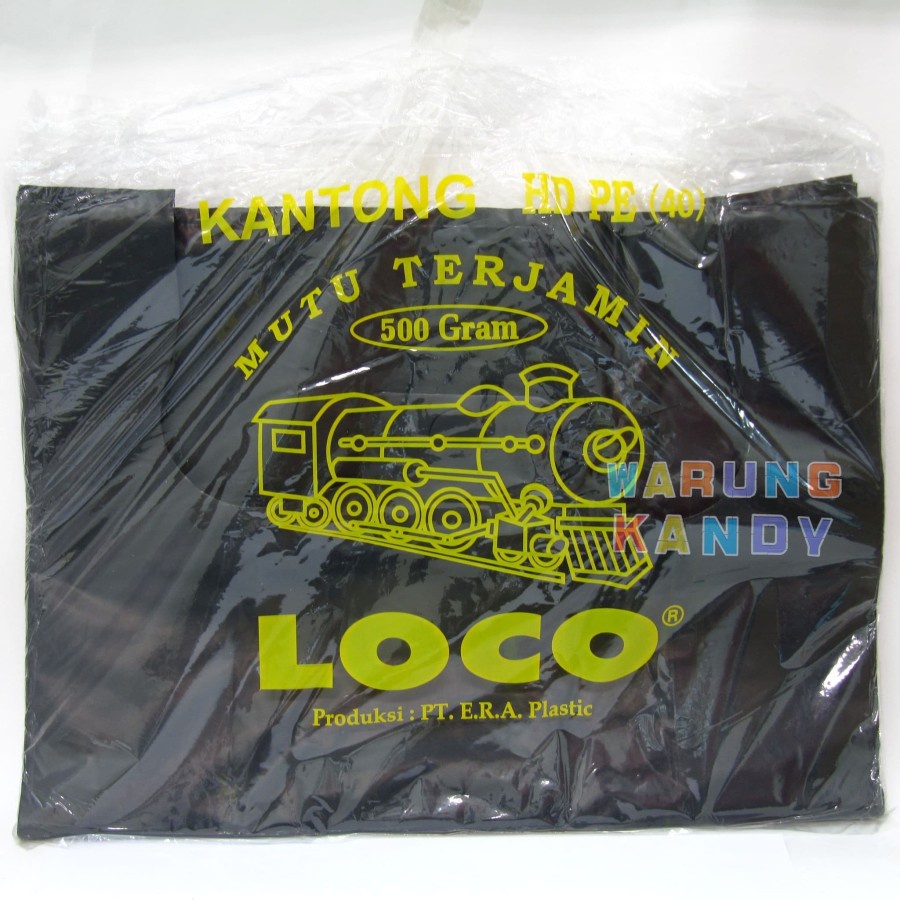 KANTONG HD PE (40)
MUTU TERJAMIN
500 Gram
WARUNG
KANDY
LOCO®
Produksi : PT. E.R.A. Plastic